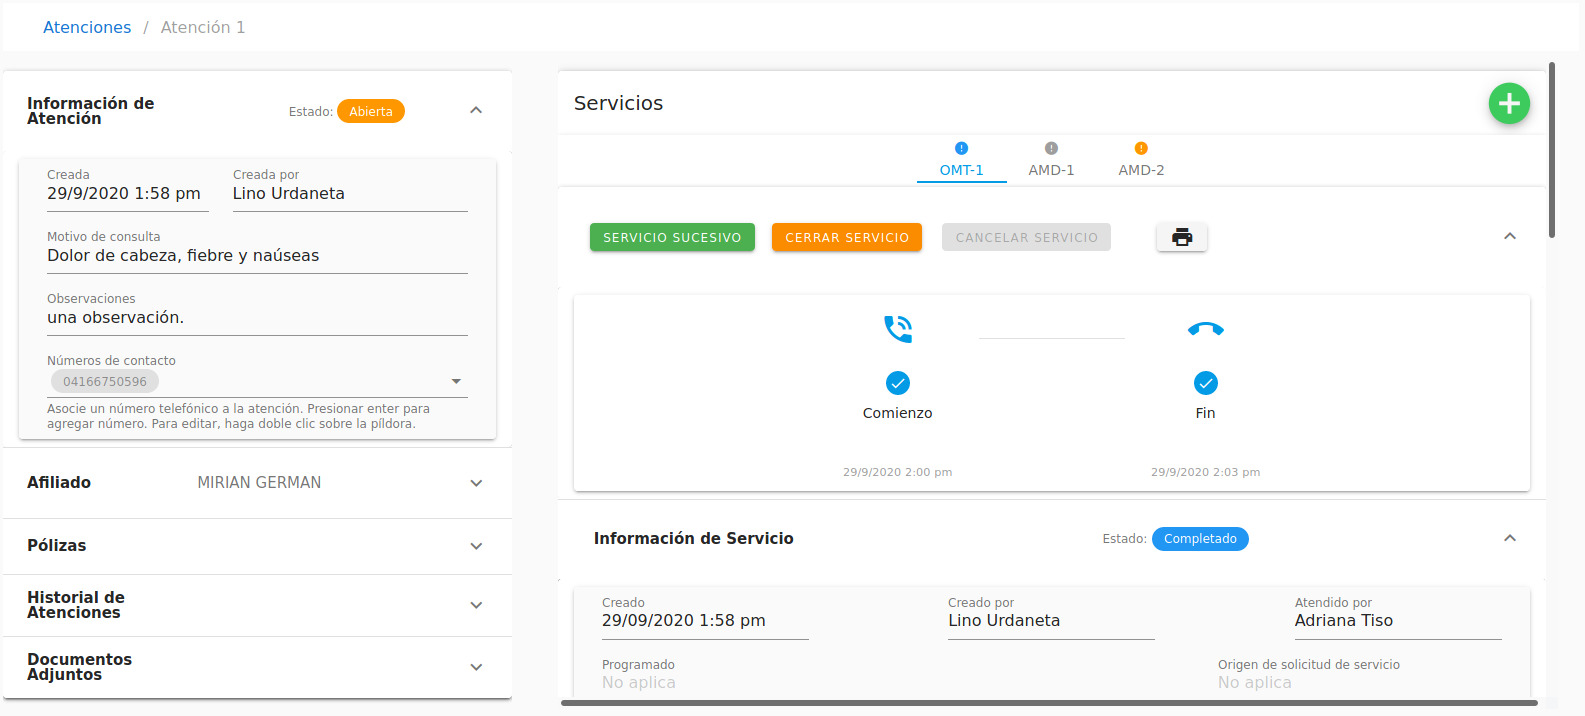 Atenciones / Atención 1
Información de
Atención
Estado: Abierta
Creada
29/9/2020 1:58 pm
Creada por
Lino Urdaneta
Motivo de consulta
Dolor de cabeza, fiebre y naúseas
Observaciones
una observación.
Números de contacto
04166750596
Asocie un número telefónico a la atención. Presionar enter para
agregar número. Para editar, haga doble clic sobre la píldora.
Afiliado MIRIAN GERMAN
Pólizas
Historial de
Atenciones
Documentos
Adjuntos
Servicios
OMT-1 AMD-1 AMD-2
SERVICIO SUCESIVO CERRAR SERVICIO CANCELAR SERVICIO
Comienzo Fin
29/9/2020 2:00 pm 29/9/2020 2:03 pm
Información de Servicio Estado: Completado
Creado Creado por Atendido por
29/09/2020 1:58 pm Lino Urdaneta Adriana Tiso
Programado Origen de solicitud de servicio
No aplica No aplica